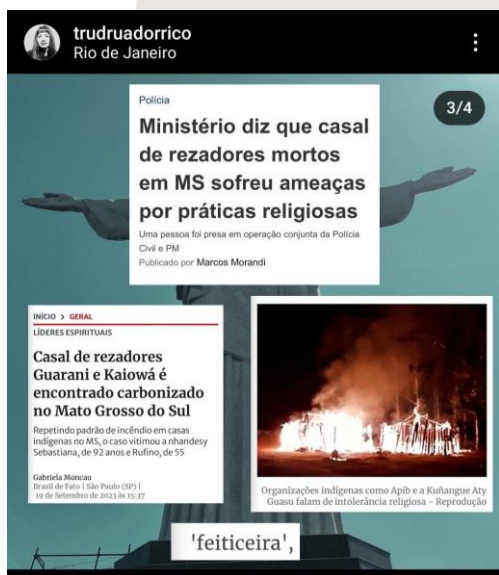 trudruadorrico
Rio de Janeiro
3/4
Polícia
Ministério diz que casal
de rezadores mortos
em MS sofreu ameaças
por práticas religiosas
Uma pessoa foi presa em operação conjunta da Polícia
Civil e PM
Publicado por Marcos Morandi
INÍCIO > GERAL
LÍDERES ESPIRITUAIS
Casal de rezadores
Guarani e Kaiowá é
encontrado carbonizado
no Mato Grosso do Sul
Repetindo padrão de incêndio em casas
indígenas no MS, o caso vitimou a nhandesy
Sebastiana, de 92 anos e Rufino, de 55
Gabriela Moncau
Brasil de Fato | São Paulo (SP) |
19 de Setembro de 2023 às 15:37
Organizações indígenas como Apib e a Kuñangue Aty
Guasu falam de intolerância religiosa - Reprodução
'feiticeira',